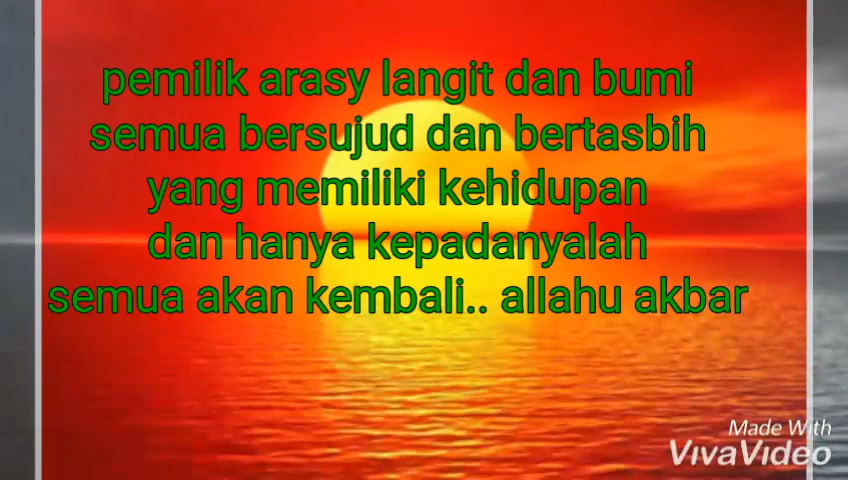 pemilik arasy langit dan bumi
semua bersujud dan bertasbih
yang memiliki kehidupan
dan hanya kepadanyalah
semua akan kembali.. allahu akbar
Made With
VivaVideo